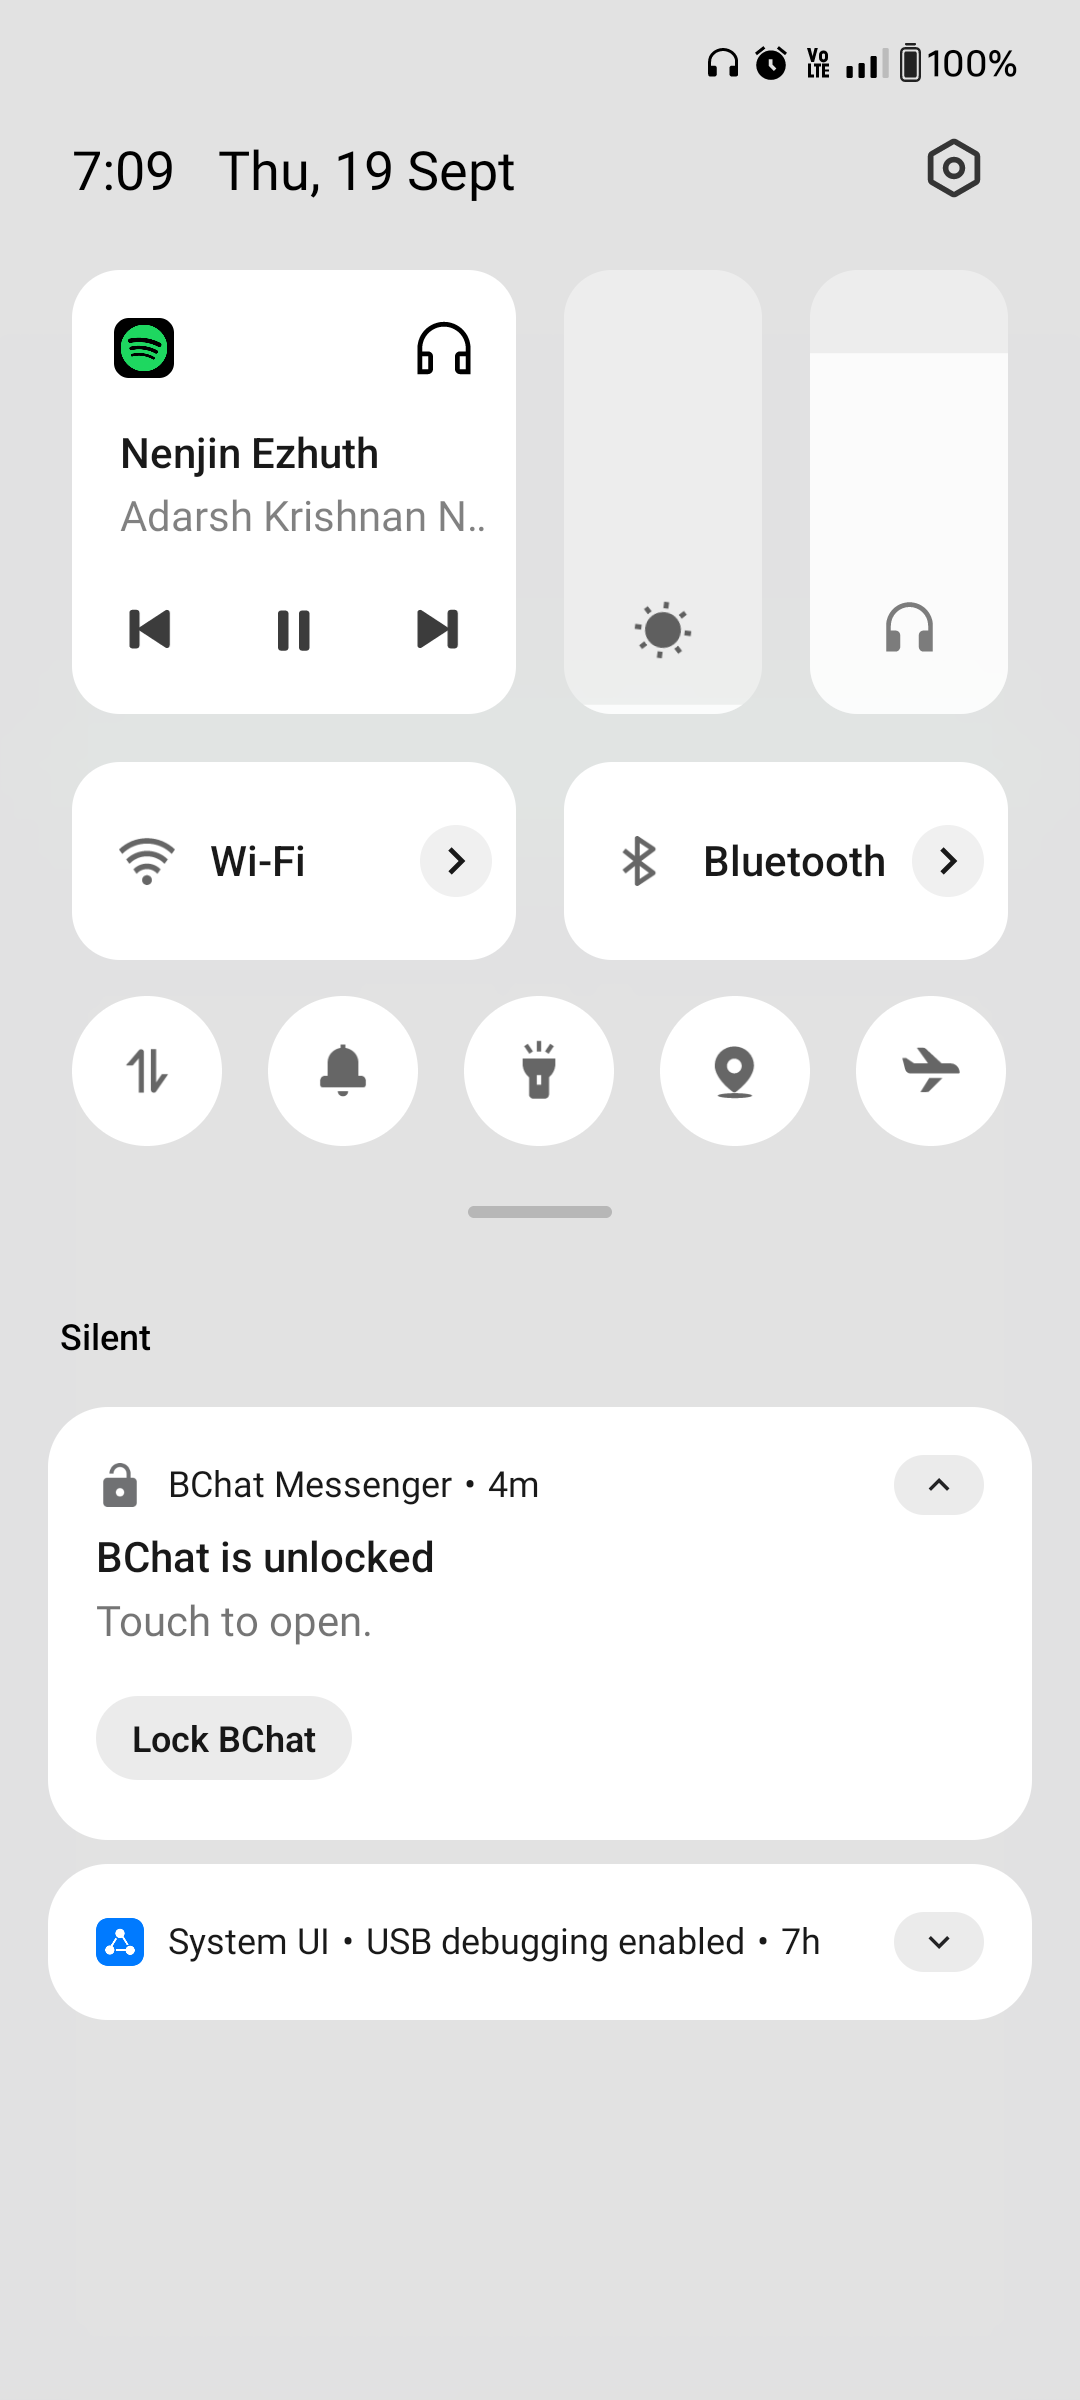 Vo LTE 100%
7:09 Thu, 19 Sept
Nenjin Ezhuth
Adarsh Krishnan N..
Wi-Fi
Bluetooth
Silent
BChat Messenger • 4m
BChat is unlocked
Touch to open.
Lock BChat
System UI • USB debugging enabled • 7h